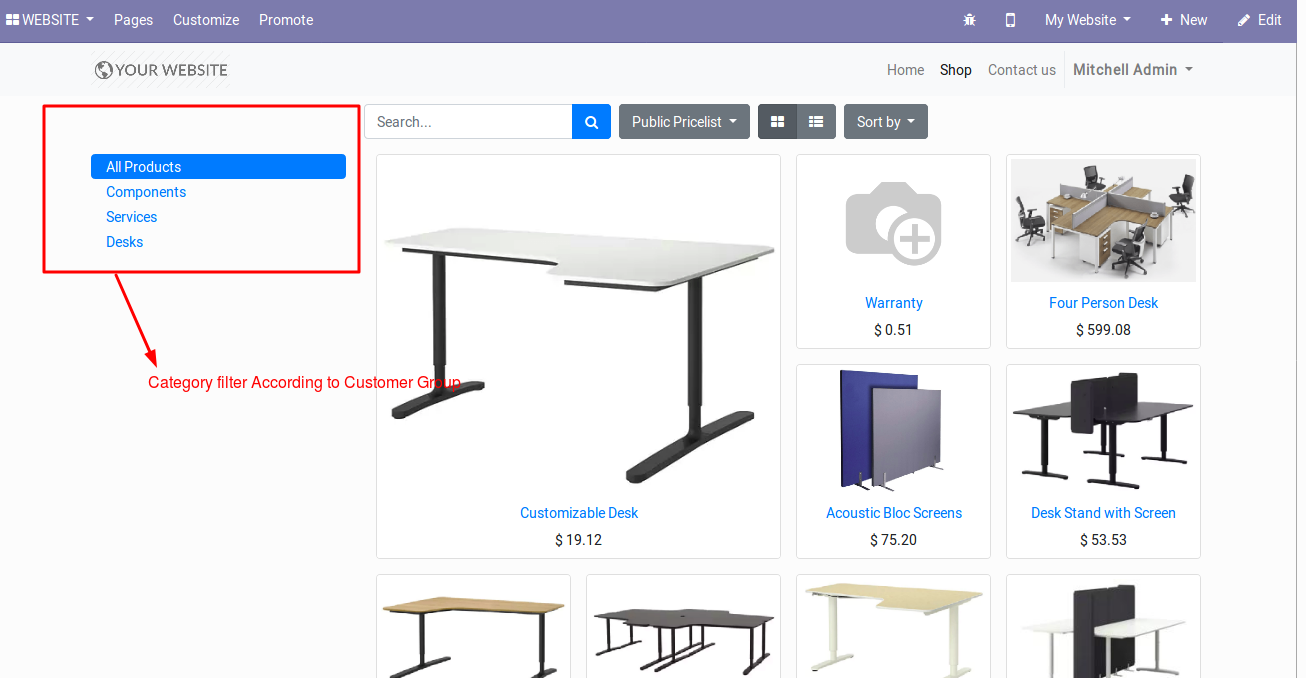 WEBSITE Pages Customize Promote My Website New Edit
YOUR WEBSITE Home Shop Contact us Mitchell Admin
Search... Public Pricelist Sort by
All Products
Components
Services
Desks
Category filter According to Customer Group
Warranty
$ 0.51
Four Person Desk
$ 599.08
Customizable Desk
$ 19.12
Acoustic Bloc Screens
$ 75.20
Desk Stand with Screen
$ 53.53